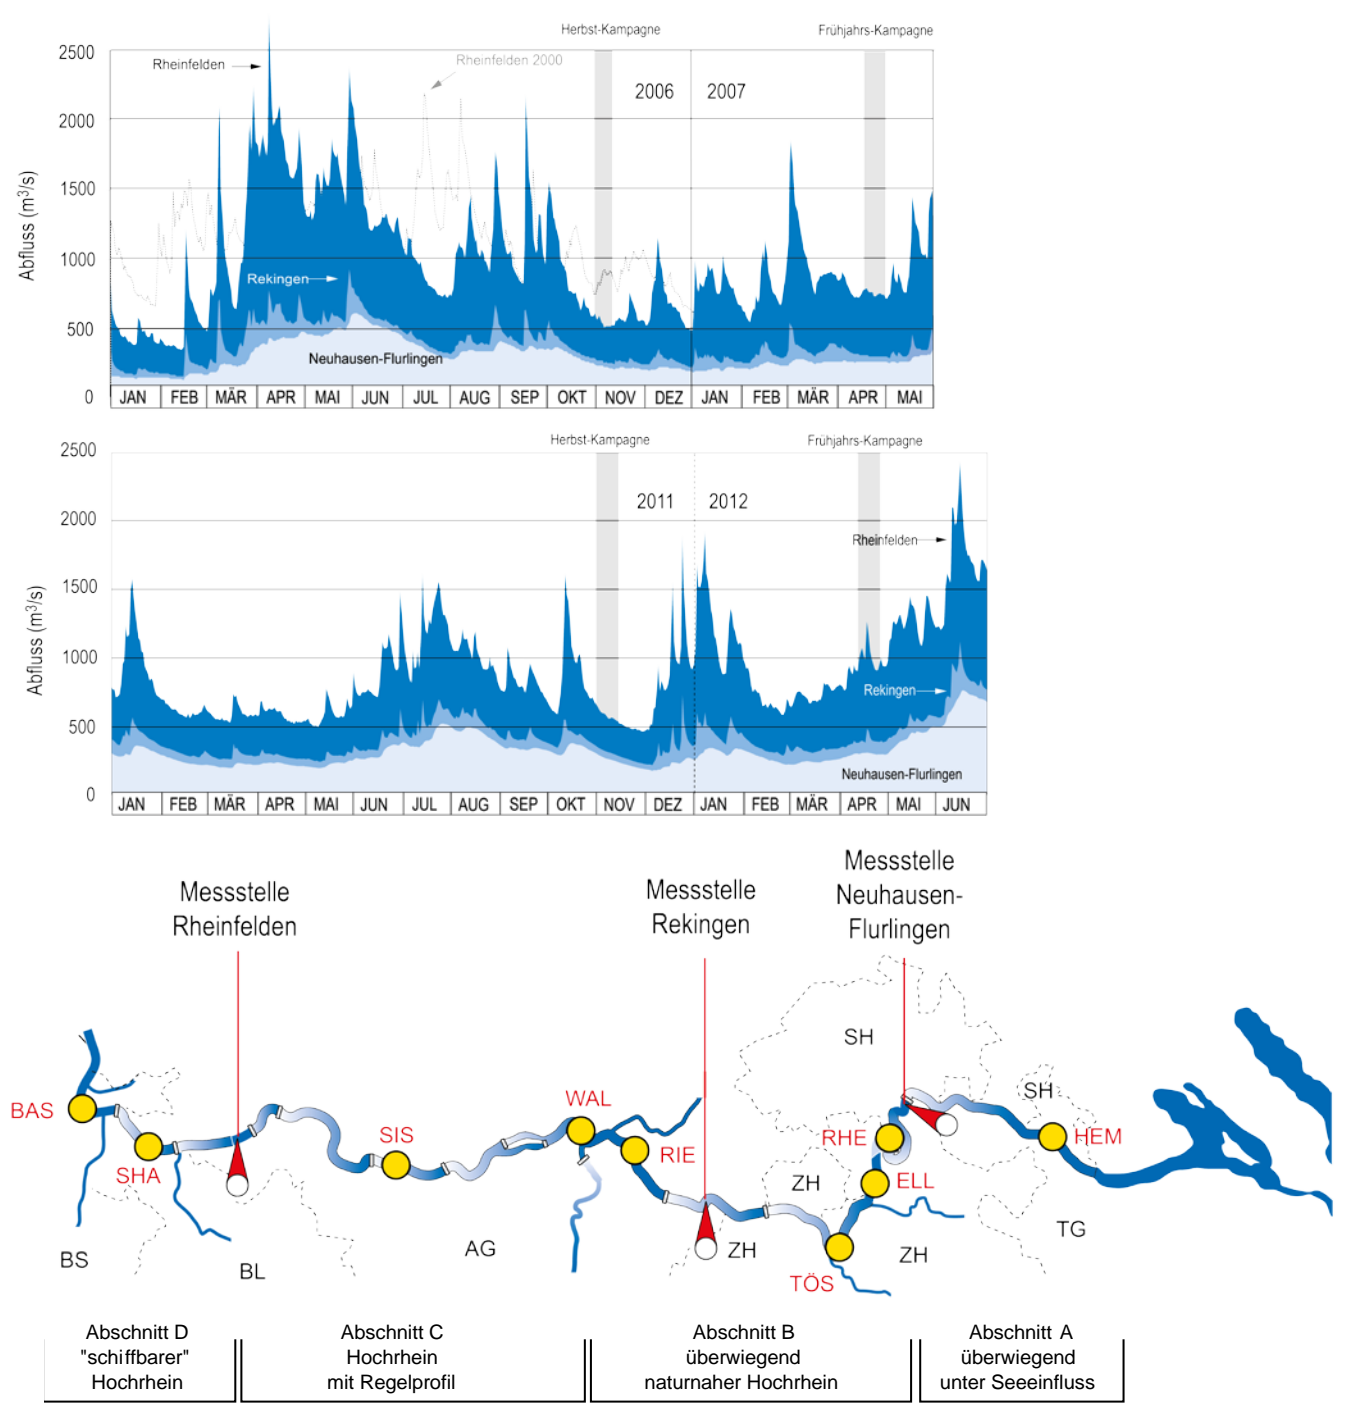 Herbst-Kampagne
Frühjahrs-Kampagne
2500
Rheinfelden
Rheinfelden 2000
2006
2007
2000
1500
Abfluss (m³/s)
1000
Rekingen
500
Neuhausen-Flurlingen
0
JAN FEB MÄR APR MAI JUN JUL AUG SEP OKT NOV DEZ JAN FEB MÄR APR MAI
Herbst-Kampagne
Frühjahrs-Kampagne
2500
2011
2012
2000
Rheinfelden
1500
Abfluss (m³/s)
1000
Rekingen
500
Neuhausen-Flurlingen
0
JAN FEB MÄR APR MAI JUN JUL AUG SEP OKT NOV DEZ JAN FEB MÄR APR MAI JUN
Messstelle
Rheinfelden
Messstelle
Rekingen
Messstelle
Neuhausen-
Flurlingen
SH
SH
BAS
WAL
SIS
RHE
HEM
SHA
RIE
ZH
ELL
TG
BS
BL
AG
ZH
ZH
TÖS
Abschnitt D
"schiffbarer"
Hochrhein
Abschnitt C
Hochrhein
mit Regelprofil
Abschnitt B
überwiegend
naturnaher Hochrhein
Abschnitt A
überwiegend
unter Seeeinfluss